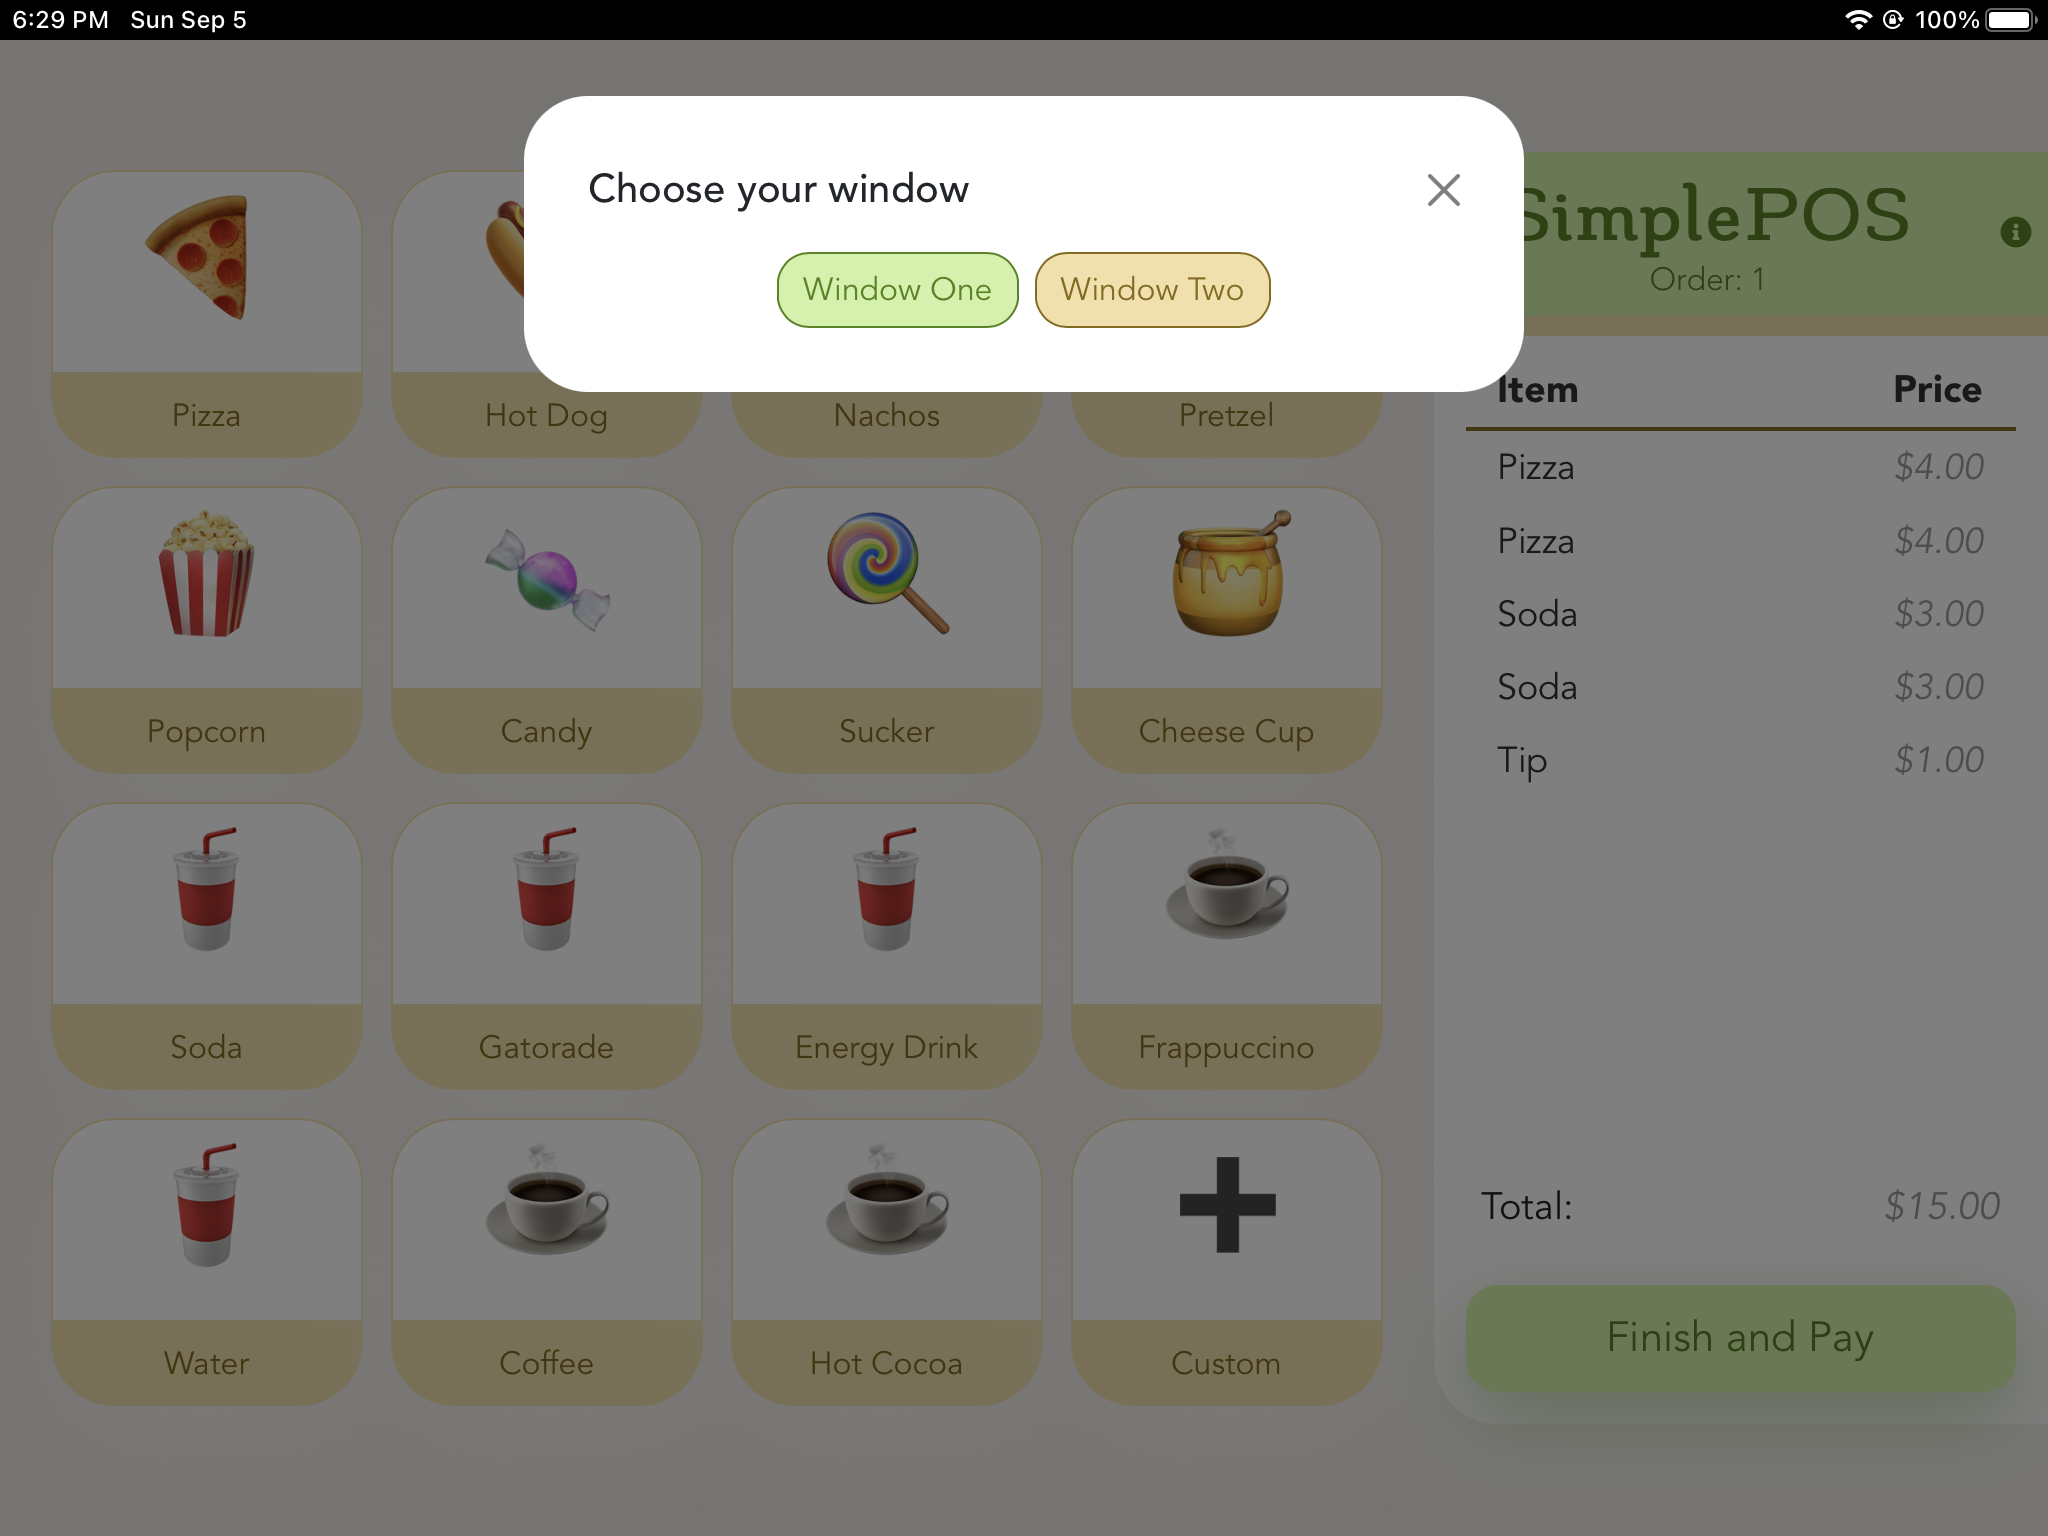 6:29 PM Sun Sep 5 100%
Choose your window
Window One Window Two
SimplePOS
Order: 1
Pizza Hot Dog Nachos Pretzel
Popcorn Candy Sucker Cheese Cup
Soda Gatorade Energy Drink Frappuccino
Water Coffee Hot Cocoa Custom
Item Price
Pizza $4.00
Pizza $4.00
Soda $3.00
Soda $3.00
Tip $1.00
Total: $15.00
Finish and Pay